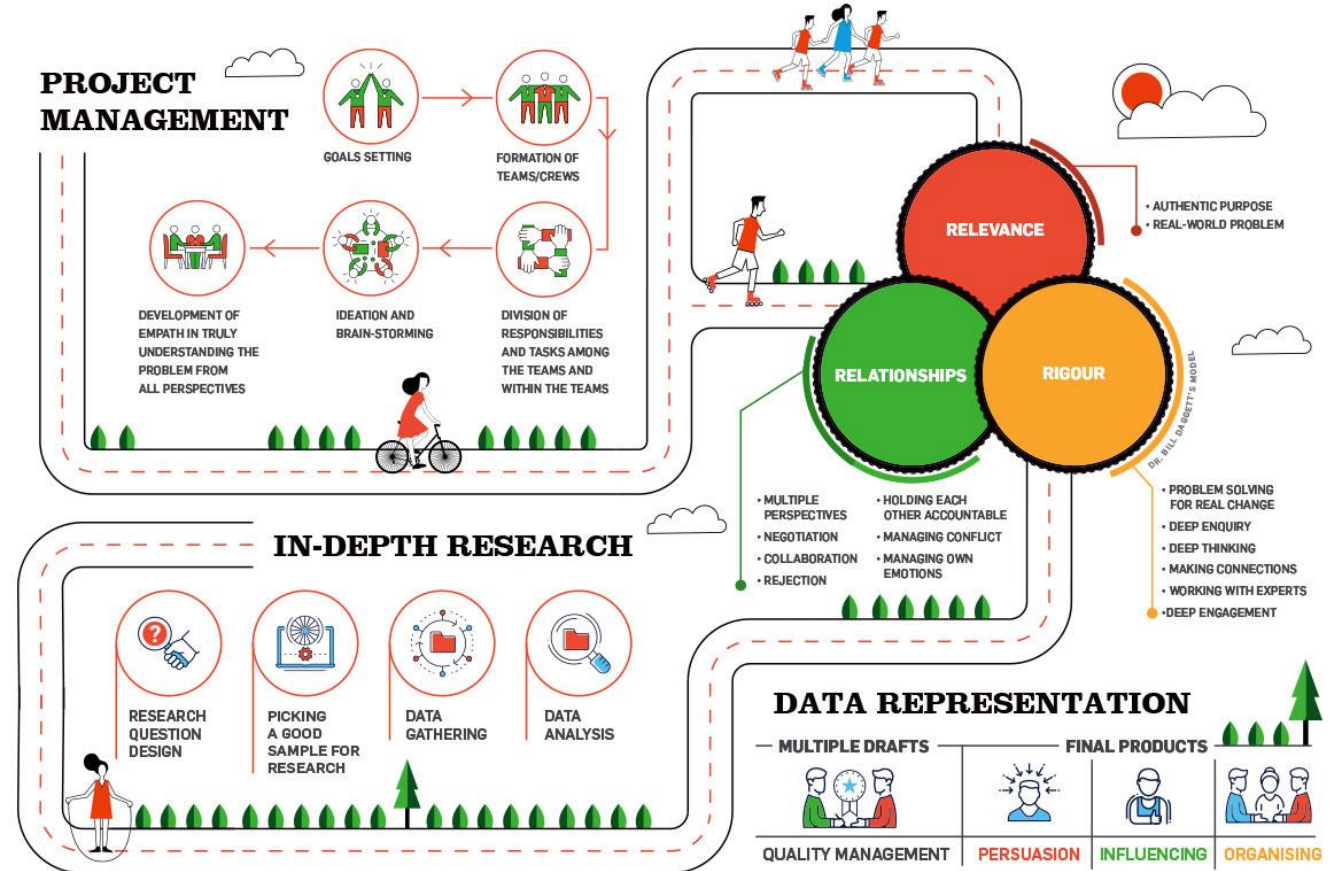 PROJECT
MANAGEMENT
GOALS SETTING
FORMATION OF
TEAMS/CREWS
DIVISION OF
RESPONSIBILITIES
AND TASKS AMONG
THE TEAMS AND
WITHIN THE TEAMS
IDEATION AND
BRAIN-STORMING
DEVELOPMENT OF
EMPATH IN TRULY
UNDERSTANDING THE
PROBLEM FROM
ALL PERSPECTIVES
RELEVANCE
• AUTHENTIC PURPOSE
• REAL-WORLD PROBLEM
RELATIONSHIPS
RIGOUR
DR. BILL DAGGETT'S MODEL
• MULTIPLE
PERSPECTIVES
• NEGOTIATION
• COLLABORATION
• REJECTION
• HOLDING EACH
OTHER ACCOUNTABLE
• MANAGING CONFLICT
• MANAGING OWN
EMOTIONS
• PROBLEM SOLVING
FOR REAL CHANGE
• DEEP ENQUIRY
• DEEP THINKING
• MAKING CONNECTIONS
• WORKING WITH EXPERTS
•DEEP ENGAGEMENT
IN-DEPTH RESEARCH
?
RESEARCH
QUESTION
DESIGN
PICKING
A GOOD
SAMPLE FOR
RESEARCH
DATA
GATHERING
DATA
ANALYSIS
DATA REPRESENTATION
MULTIPLE DRAFTS
FINAL PRODUCTS
QUALITY MANAGEMENT
PERSUASION
INFLUENCING
ORGANISING